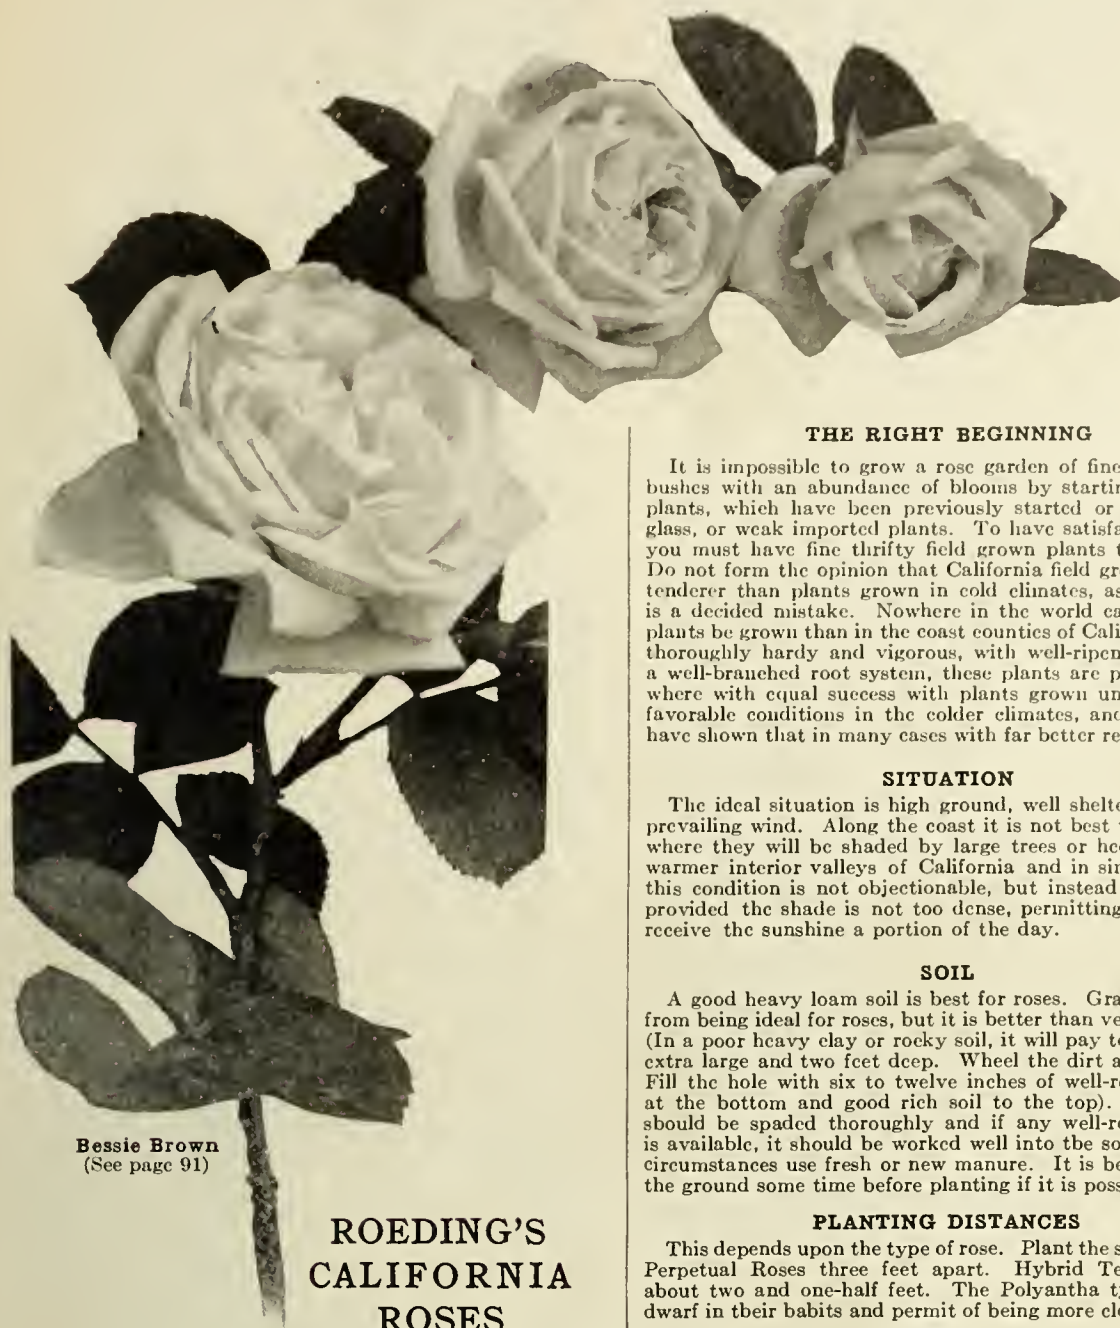 Bessie Brown
(See page 91)
ROEDING'S
CALIFORNIA
ROSES
THE RIGHT BEGINNING
It is impossible to grow a rose garden of fine
bushes with an abundance of blooms by startin
plants, which have been previously started or
glass, or weak imported plants. To have satisfa
you must have fine thrifty field grown plants t
Do not form the opinion that California field gr
tenderer than plants grown in cold climates, as
is a decided mistake. Nowhere in the world ca
plants be grown than in the coast counties of Cali
thoroughly hardy and vigorous, with well-ripen
a well-branched root system, these plants are p
where with equal success with plants grown un
favorable conditions in the colder climates, and
have shown that in many cases with far better re
SITUATION
The ideal situation is high ground, well shelte
prevailing wind. Along the coast it is not best
where they will be shaded by large trees or he
warmer interior valleys of California and in sin
this condition is not objectionable, but instead
provided the shade is not too dense, permitting
receive the sunshine a portion of the day.
SOIL
A good heavy loam soil is best for roses. Gra
from being ideal for roses, but it is better than ve
(In a poor heavy clay or rocky soil, it will pay to
extra large and two feet deep. Wheel the dirt a
Fill the hole with six to twelve inches of well-ro
at the bottom and good rich soil to the top).
should be spaded thoroughly and if any well-ro
is available, it should be worked well into the so
circumstances use fresh or new manure. It is be
the ground some time before planting if it is poss
PLANTING DISTANCES
This depends upon the type of rose. Plant the s
Perpetual Roses three feet apart. Hybrid Te
about two and one-half feet. The Polyantha t
dwarf in their habits and permit of being more cl